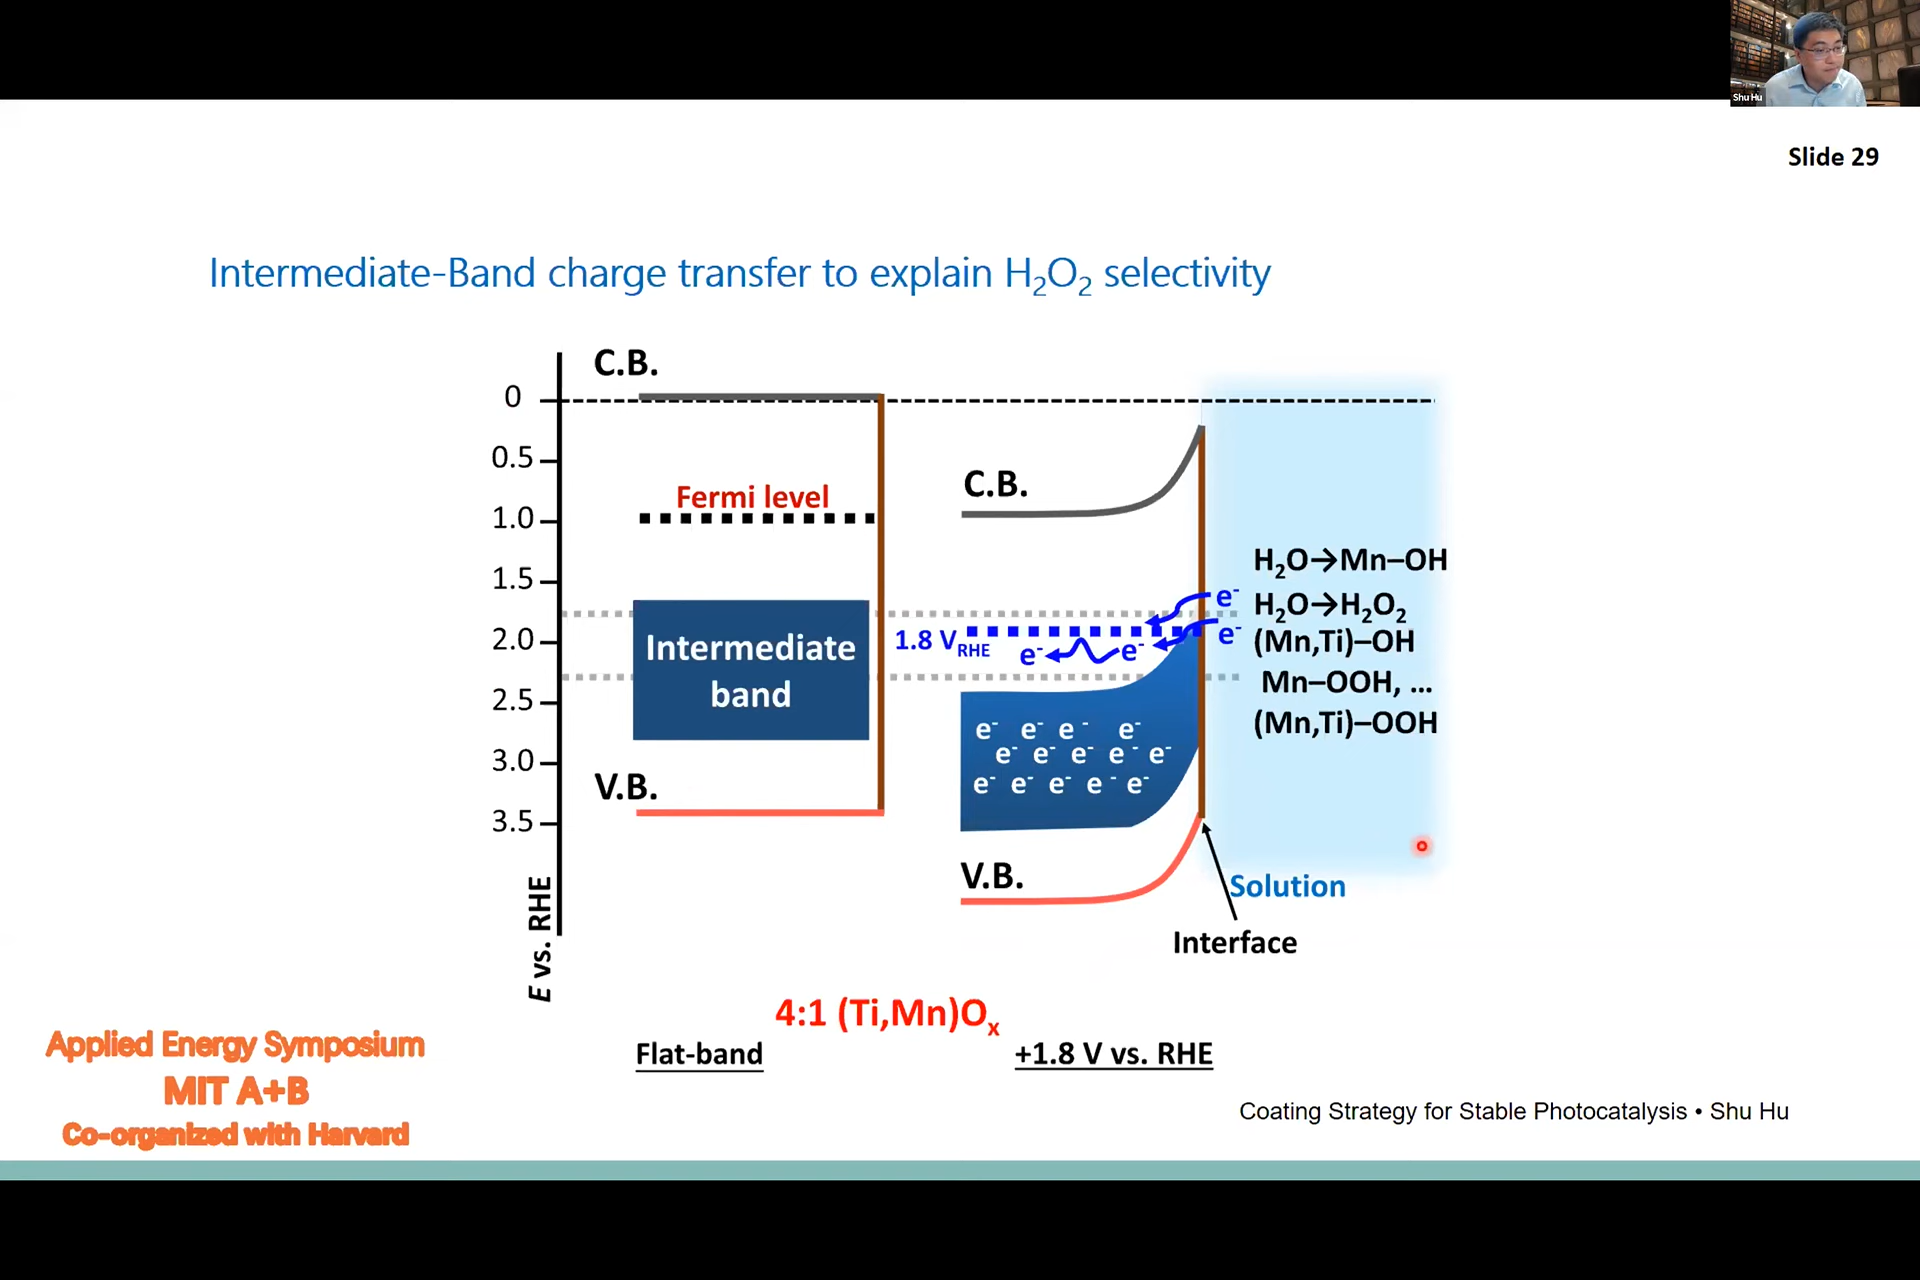 Shu Hu
Slide 29
Intermediate-Band charge transfer to explain H₂O₂ selectivity
C.B.
0
0.5
C.B.
Fermi level
1.0
H₂O→Mn–OH
1.5
e⁻ H₂O→H₂O₂
Intermediate
band
2.0
1.8 V_RHE
e⁻ e⁻ e⁻
(Mn,Ti)–OH
Mn–OOH, ...
2.5
(Mn,Ti)–OOH
e⁻ e⁻ e⁻ e⁻
e⁻ e⁻ e⁻ e⁻ e⁻
e⁻ e⁻ e⁻ e⁻ e⁻
3.0
V.B.
3.5
V.B.
Solution
Interface
E vs. RHE
4:1 (Ti,Mn)Oₓ
Flat-band
+1.8 V vs. RHE
Applied Energy Symposium
MIT A+B
Co-organized with Harvard
Coating Strategy for Stable Photocatalysis • Shu Hu